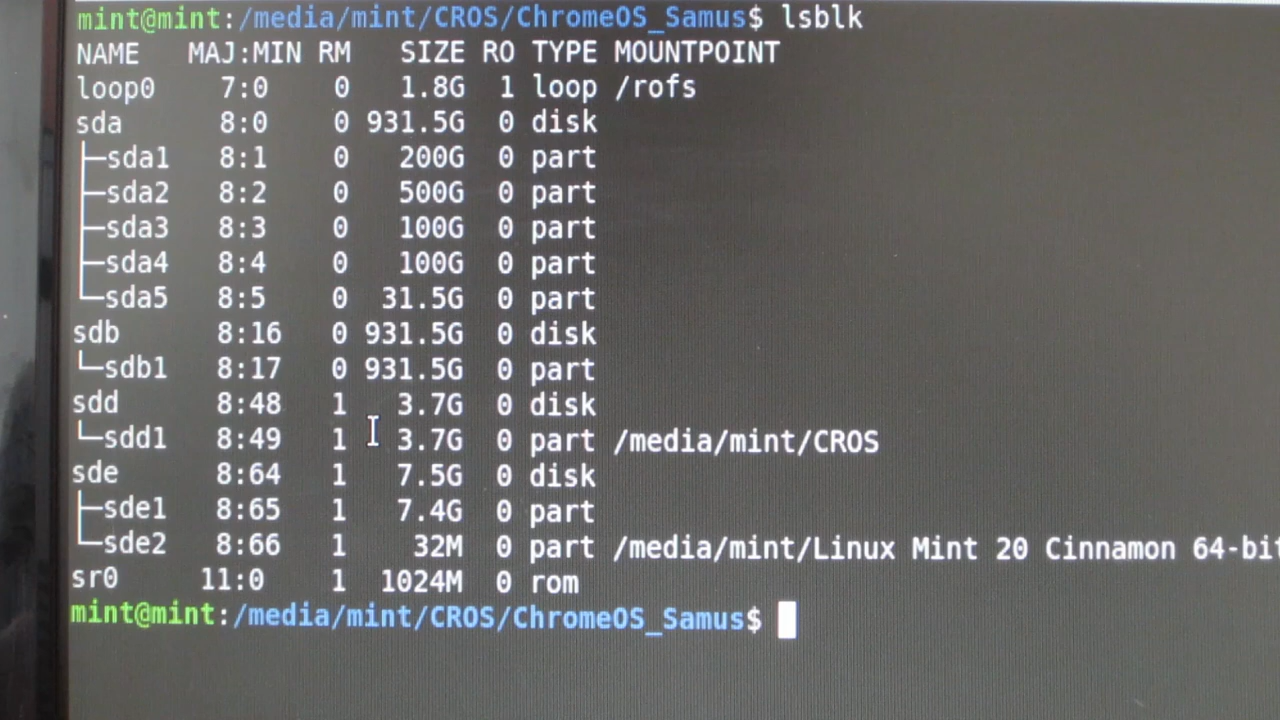 mint@mint:/media/mint/CROS/ChromeOS_Samus$ lsblk
NAME   MAJ:MIN RM   SIZE RO TYPE MOUNTPOINT
loop0    7:0    0   1.8G  1 loop /rofs
sda      8:0    0 931.5G  0 disk
├─sda1   8:1    0   200G  0 part
├─sda2   8:2    0   500G  0 part
├─sda3   8:3    0   100G  0 part
├─sda4   8:4    0   100G  0 part
└─sda5   8:5    0  31.5G  0 part
sdb      8:16   0 931.5G  0 disk
└─sdb1   8:17   0 931.5G  0 part
sdd      8:48   1   3.7G  0 disk
└─sdd1   8:49   1   3.7G  0 part /media/mint/CROS
sde      8:64   1   7.5G  0 disk
├─sde1   8:65   1   7.4G  0 part
└─sde2   8:66   1    32M  0 part /media/mint/Linux Mint 20 Cinnamon 64-bit
sr0     11:0    1  1024M  0 rom
mint@mint:/media/mint/CROS/ChromeOS_Samus$